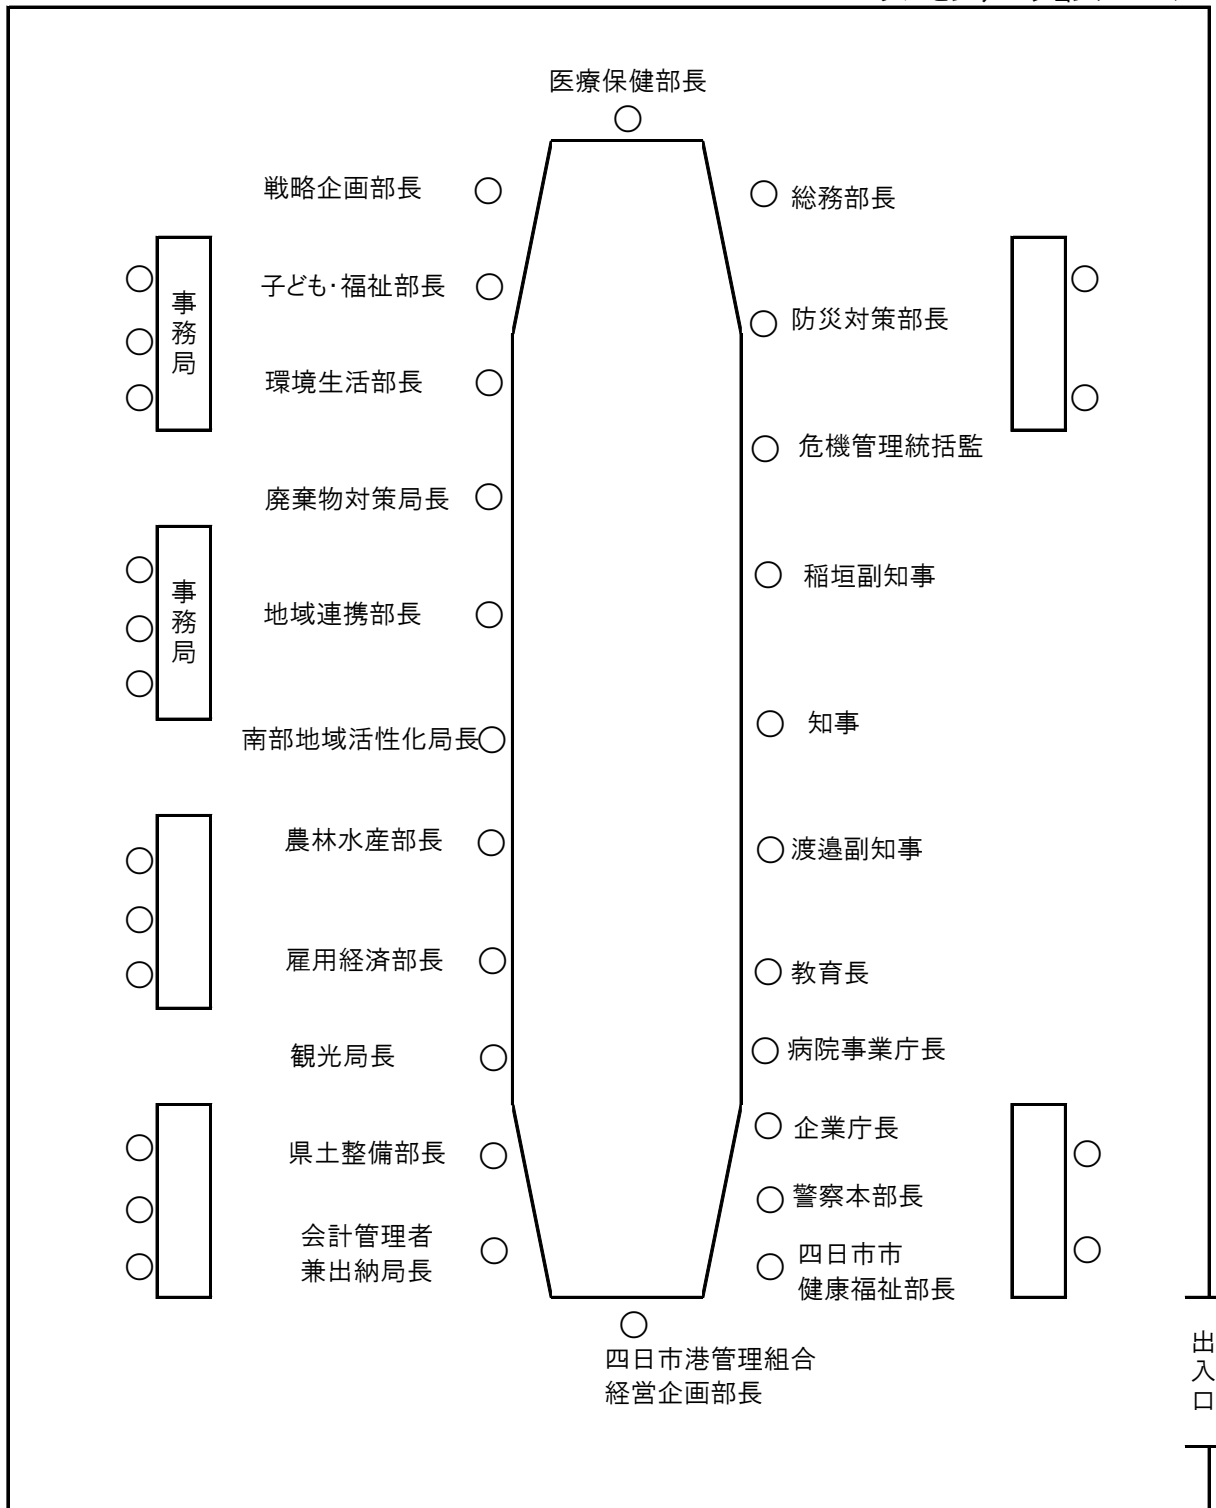 医療保健部長
戦略企画部長
総務部長
子ども・福祉部長
事務局
防災対策部長
環境生活部長
危機管理統括監
廃棄物対策局長
稲垣副知事
事務局
地域連携部長
知事
南部地域活性化局長
農林水産部長
渡邉副知事
雇用経済部長
教育長
観光局長
病院事業庁長
企業庁長
県土整備部長
警察本部長
会計管理者
兼出納局長
四日市市
健康福祉部長
四日市港管理組合
経営企画部長
出入口